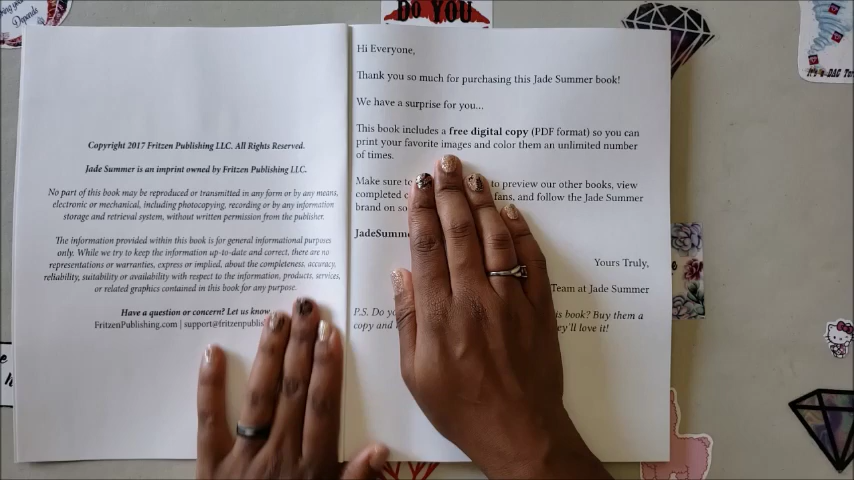 Depends
DO YOU
IT'S a DAG Tor
Copyright 2017 Fritzen Publishing LLC. All Rights Reserved.
Jade Summer is an imprint owned by Fritzen Publishing LLC.
No part of this book may be reproduced or transmitted in any form or by any means,
electronic or mechanical, including photocopying, recording or by any information
storage and retrieval system, without written permission from the publisher.
The information provided within this book is for general informational purposes
only. While we try to keep the information up-to-date and correct, there are no
representations or warranties, express or implied, about the completeness, accuracy,
reliability, suitability or availability with respect to the information, products, services,
or related graphics contained in this book for any purpose.
Have a question or concern? Let us know
FritzenPublishing.com | support@fritzenpublis
Hi Everyone,
Thank you so much for purchasing this Jade Summer book!
We have a surprise for you...
This book includes a free digital copy (PDF format) so you can
print your favorite images and color them an unlimited number
of times.
Make sure to to preview our other books, view
completed c fans, and follow the Jade Summer
brand on so
JadeSumm
Yours Truly,
Team at Jade Summer
P.S. Do yo is book? Buy them a
copy and ey'll love it!